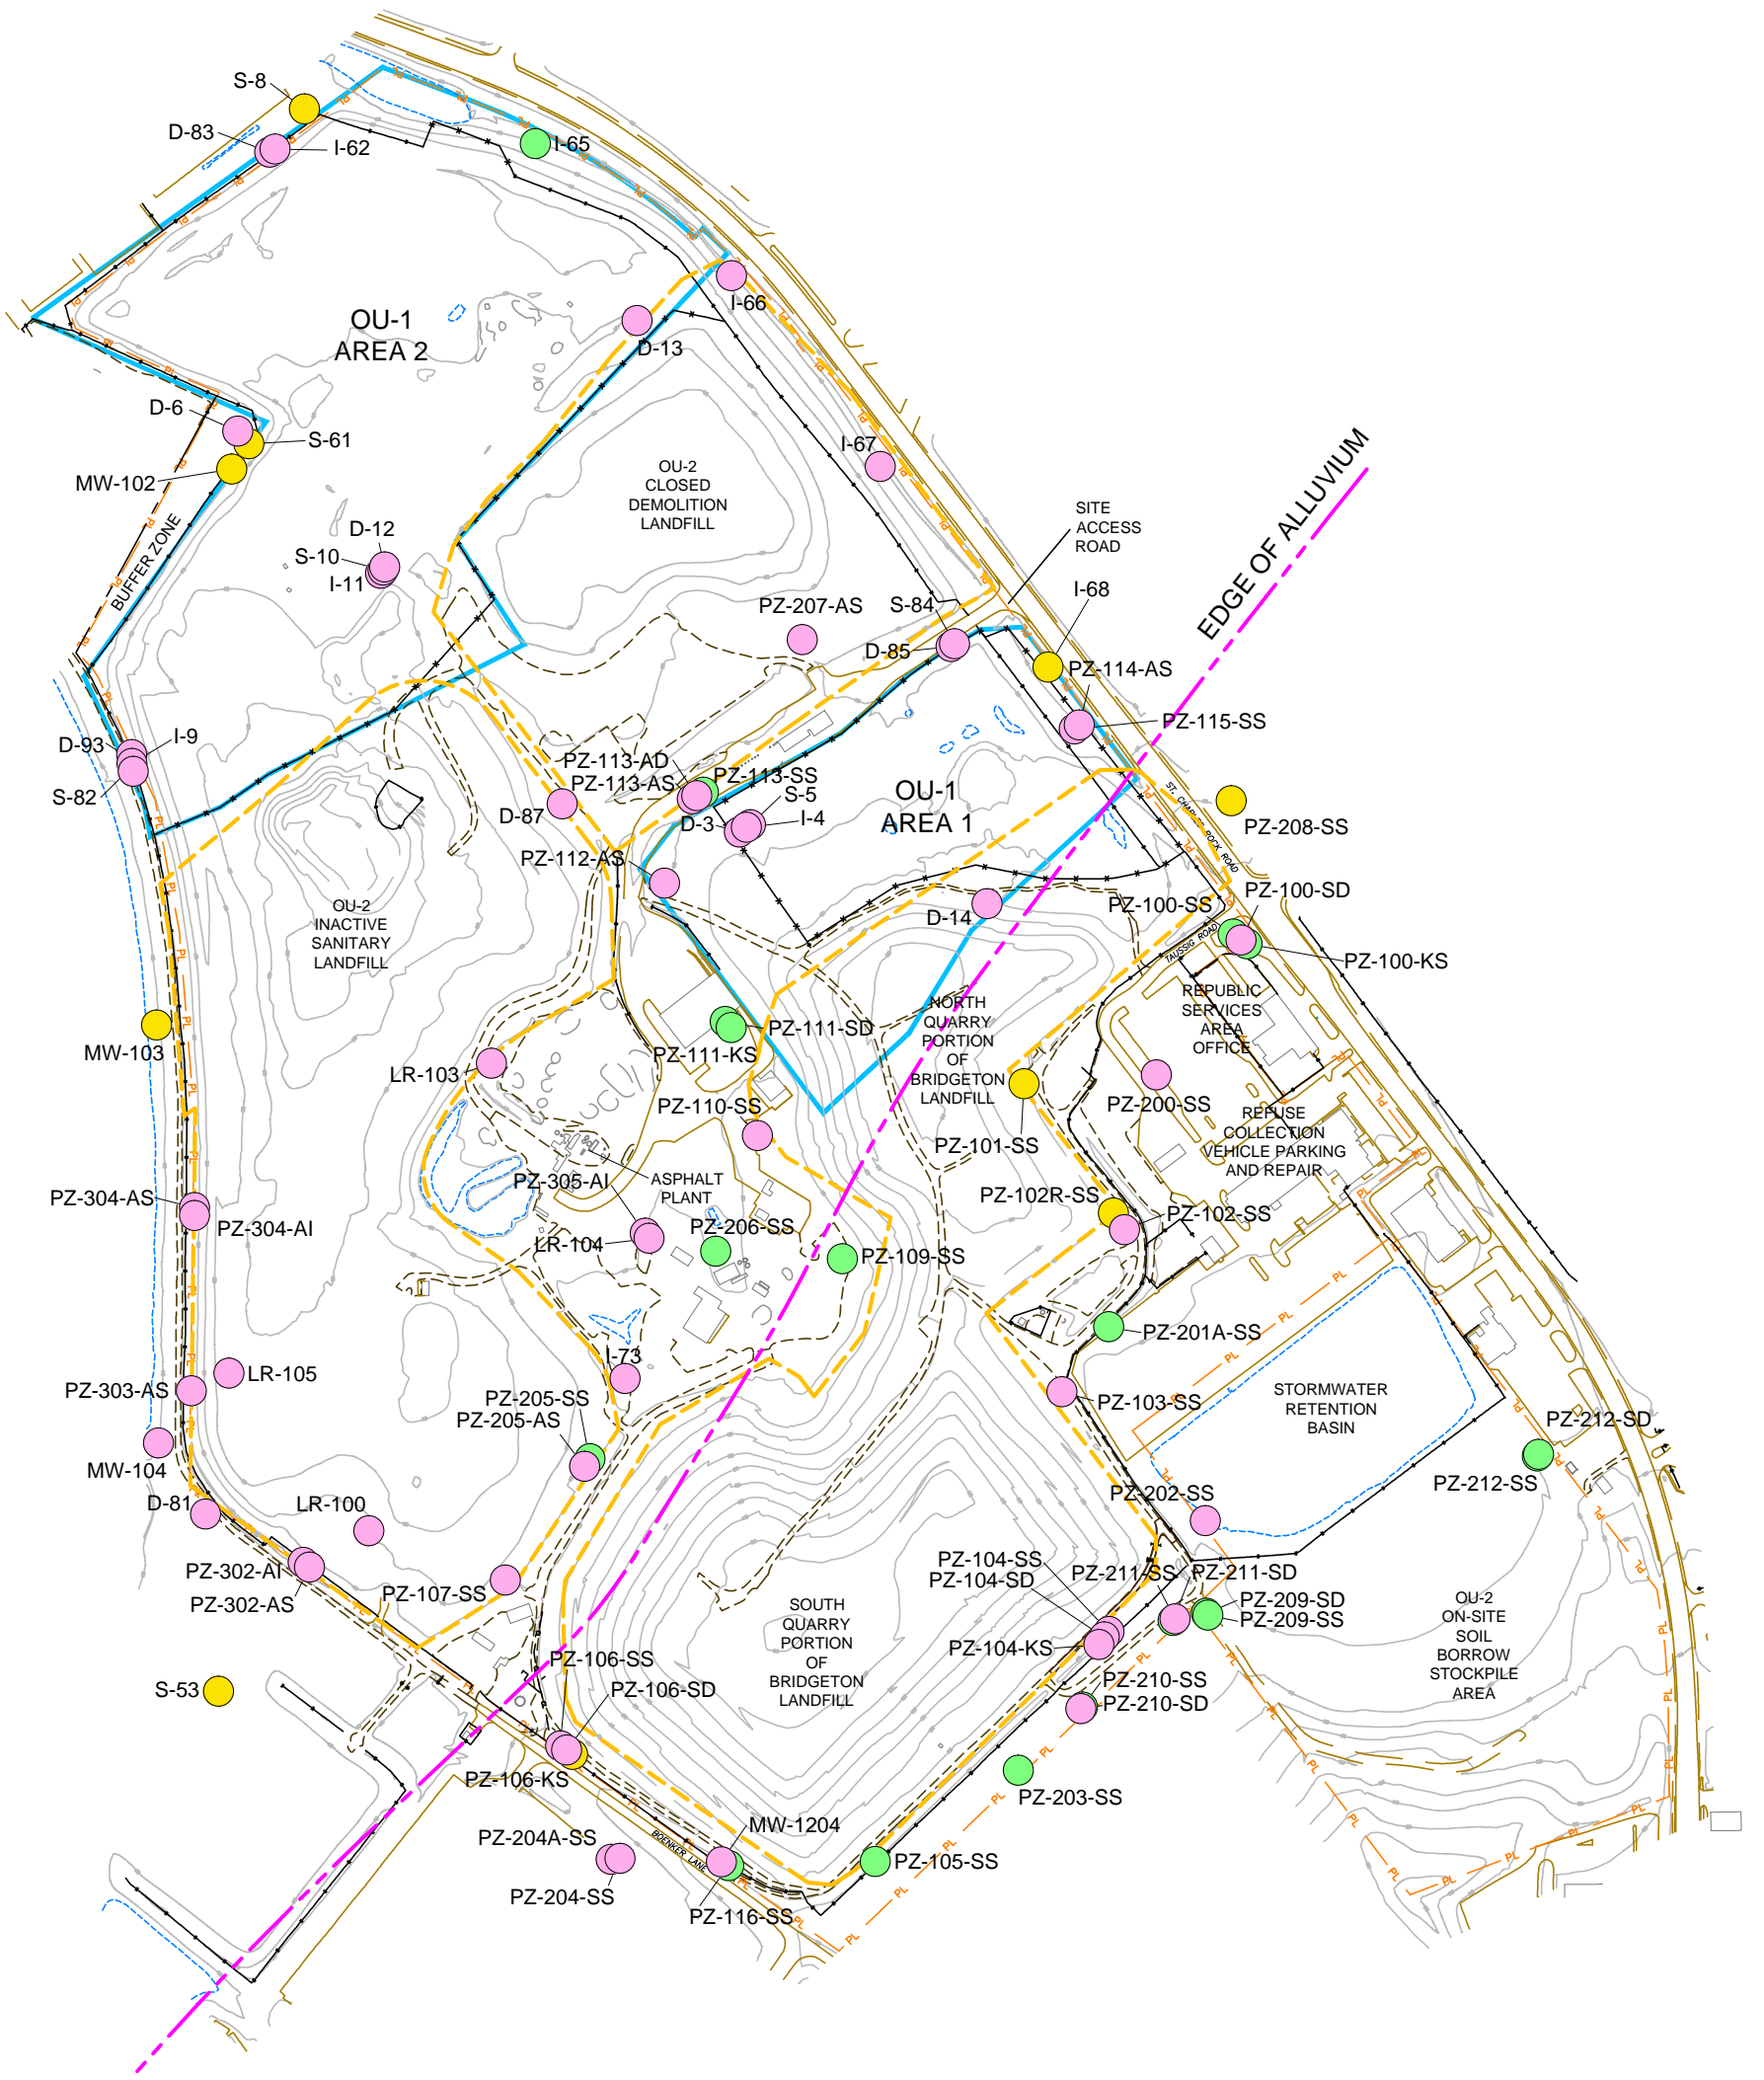 S-8
D-83
I-62
I-65
I-66
OU-1
AREA 2
D-13
D-6
S-61
MW-102
I-67
OU-2
CLOSED
DEMOLITION
LANDFILL
EDGE OF ALLUVIUM
SITE
ACCESS
ROAD
BUFFER ZONE
D-12
S-10
I-11
I-68
PZ-207-AS
S-84
D-85
PZ-114-AS
PZ-115-SS
D-93
I-9
S-82
PZ-113-AD
PZ-113-AS
PZ-113-SS
S-5
I-4
D-3
D-87
OU-1
AREA 1
ST. CHARLES ROCK ROAD
PZ-208-SS
PZ-112-AS
D-14
PZ-100-SS
PZ-100-SD
TAUSSIG ROAD
PZ-100-KS
OU-2
INACTIVE
SANITARY
LANDFILL
REPUBLIC
SERVICES
AREA
OFFICE
NORTH
QUARRY
PORTION
OF
BRIDGETON
LANDFILL
MW-103
PZ-111-SD
PZ-111-KS
LR-103
PZ-110-SS
PZ-101-SS
PZ-200-SS
REFUSE
COLLECTION
VEHICLE PARKING
AND REPAIR
PZ-304-AS
PZ-304-AI
PZ-305-AI
ASPHALT
PLANT
LR-104
PZ-206-SS
PZ-109-SS
PZ-102R-SS
PZ-102-SS
PZ-201A-SS
LR-105
PZ-303-AS
I-73
PZ-205-SS
PZ-205-AS
PZ-103-SS
STORMWATER
RETENTION
BASIN
PZ-212-SD
PZ-212-SS
MW-104
D-81
LR-100
PZ-202-SS
PZ-302-AI
PZ-302-AS
PZ-107-SS
PZ-104-SS
PZ-104-SD
PZ-104-KS
PZ-211-SS
PZ-211-SD
PZ-209-SD
PZ-209-SS
SOUTH
QUARRY
PORTION
OF
BRIDGETON
LANDFILL
OU-2
ON-SITE
SOIL
BORROW
STOCKPILE
AREA
S-53
PZ-106-SS
PZ-106-SD
PZ-106-KS
PZ-210-SS
PZ-210-SD
PZ-203-SS
PZ-204A-SS
PZ-204-SS
BOENKER LANE
MW-1204
PZ-116-SS
PZ-105-SS
PL